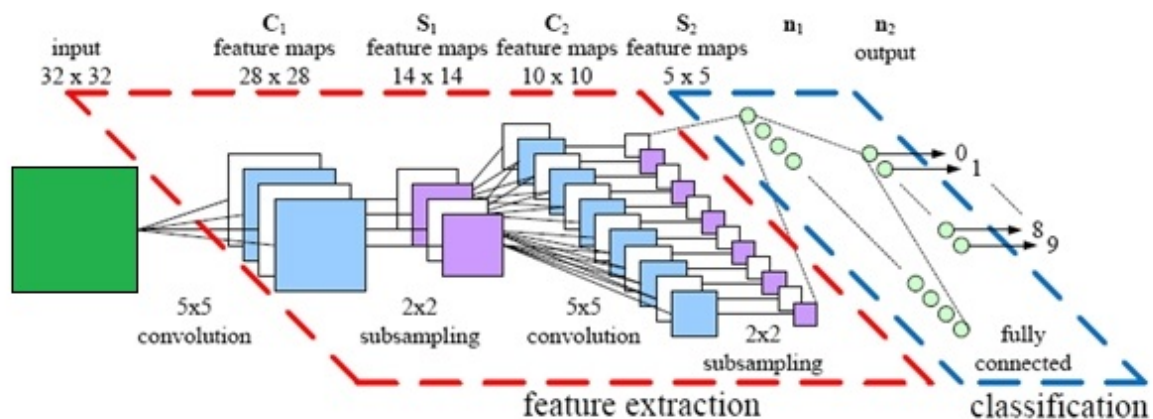 input
32 x 32
C1
feature maps
28 x 28
S1
feature maps
14 x 14
C2
feature maps
10 x 10
S2
feature maps
5 x 5
n1
n2
output
0
1
8
9
5x5
convolution
2x2
subsampling
5x5
convolution
2x2
subsampling
fully
connected
feature extraction
classification